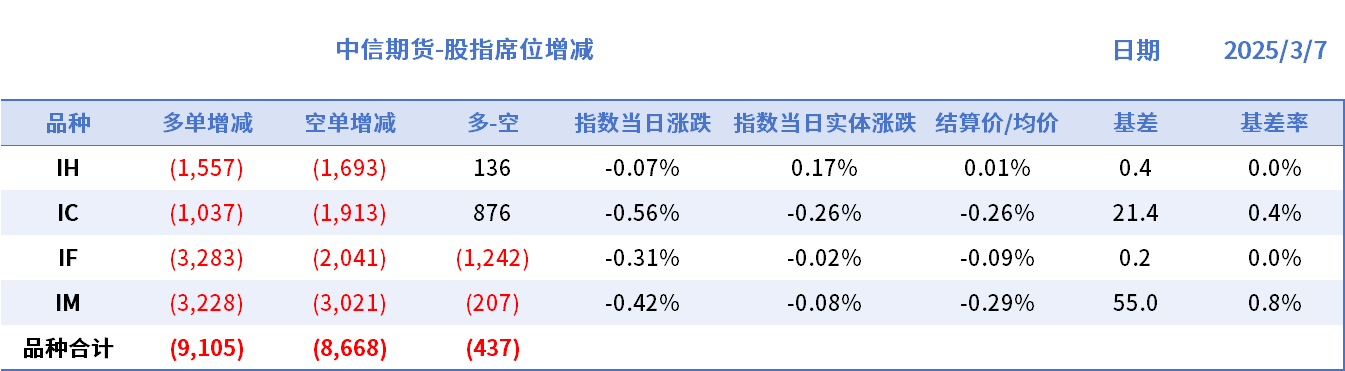 中信期货-股指席位增减 日期 2025/3/7
品种 多单增减 空单增减 多-空 指数当日涨跌 指数当日实体涨跌 结算价/均价 基差 基差率
IH (1,557) (1,693) 136 -0.07% 0.17% 0.01% 0.4 0.0%
IC (1,037) (1,913) 876 -0.56% -0.26% -0.26% 21.4 0.4%
IF (3,283) (2,041) (1,242) -0.31% -0.02% -0.09% 0.2 0.0%
IM (3,228) (3,021) (207) -0.42% -0.08% -0.29% 55.0 0.8%
品种合计 (9,105) (8,668) (437)